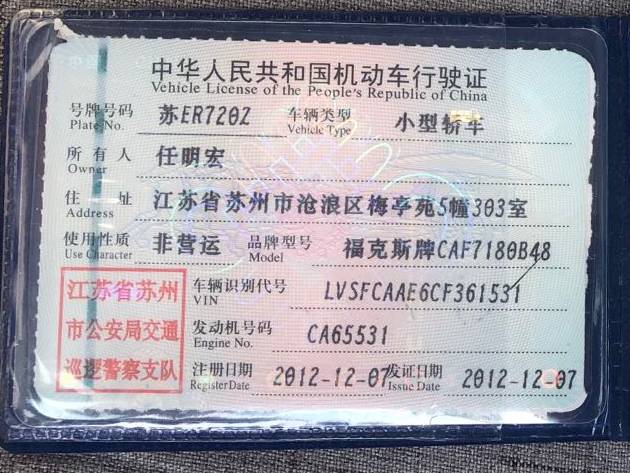 中华人民共和国机动车行驶证
Vehicle License of the People's Republic of China
号牌号码 苏ER720Z 车辆类型 小型轿车
Plate No. Vehicle Type
所有人 任明宏
Owner
住址 江苏省苏州市沧浪区梅亭苑5幢303室
Address
使用性质 非营运 品牌型号 福克斯牌CAF7180B48
Use Character Model
江苏省苏州
市公安局交通
巡逻警察支队
车辆识别代号 LVSFCAAE6CF361531
VIN
发动机号码 CA65531
Engine No.
注册日期 2012-12-07 发证日期 2012-12-07
Register Date Issue Date